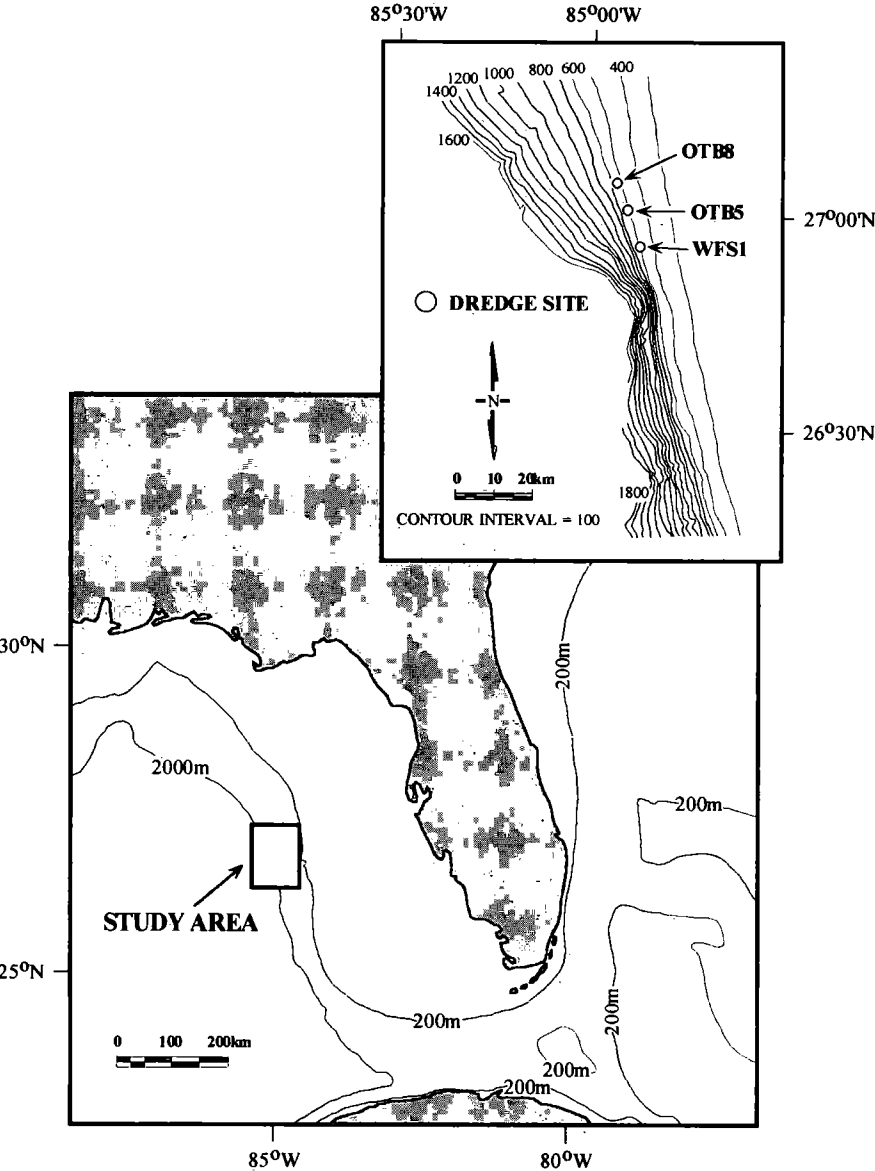 85°30'W 85°00'W
1200 1000 800 600 400
1400
1600
OTB8
OTB5
27°00'N
WFS1
DREDGE SITE
N
26°30'N
0 10 20km
1800
CONTOUR INTERVAL = 100
30°N
200m
2000m
200m
STUDY AREA
25°N
200m
200m
0 100 200km
200m
200m
85°W 80°W